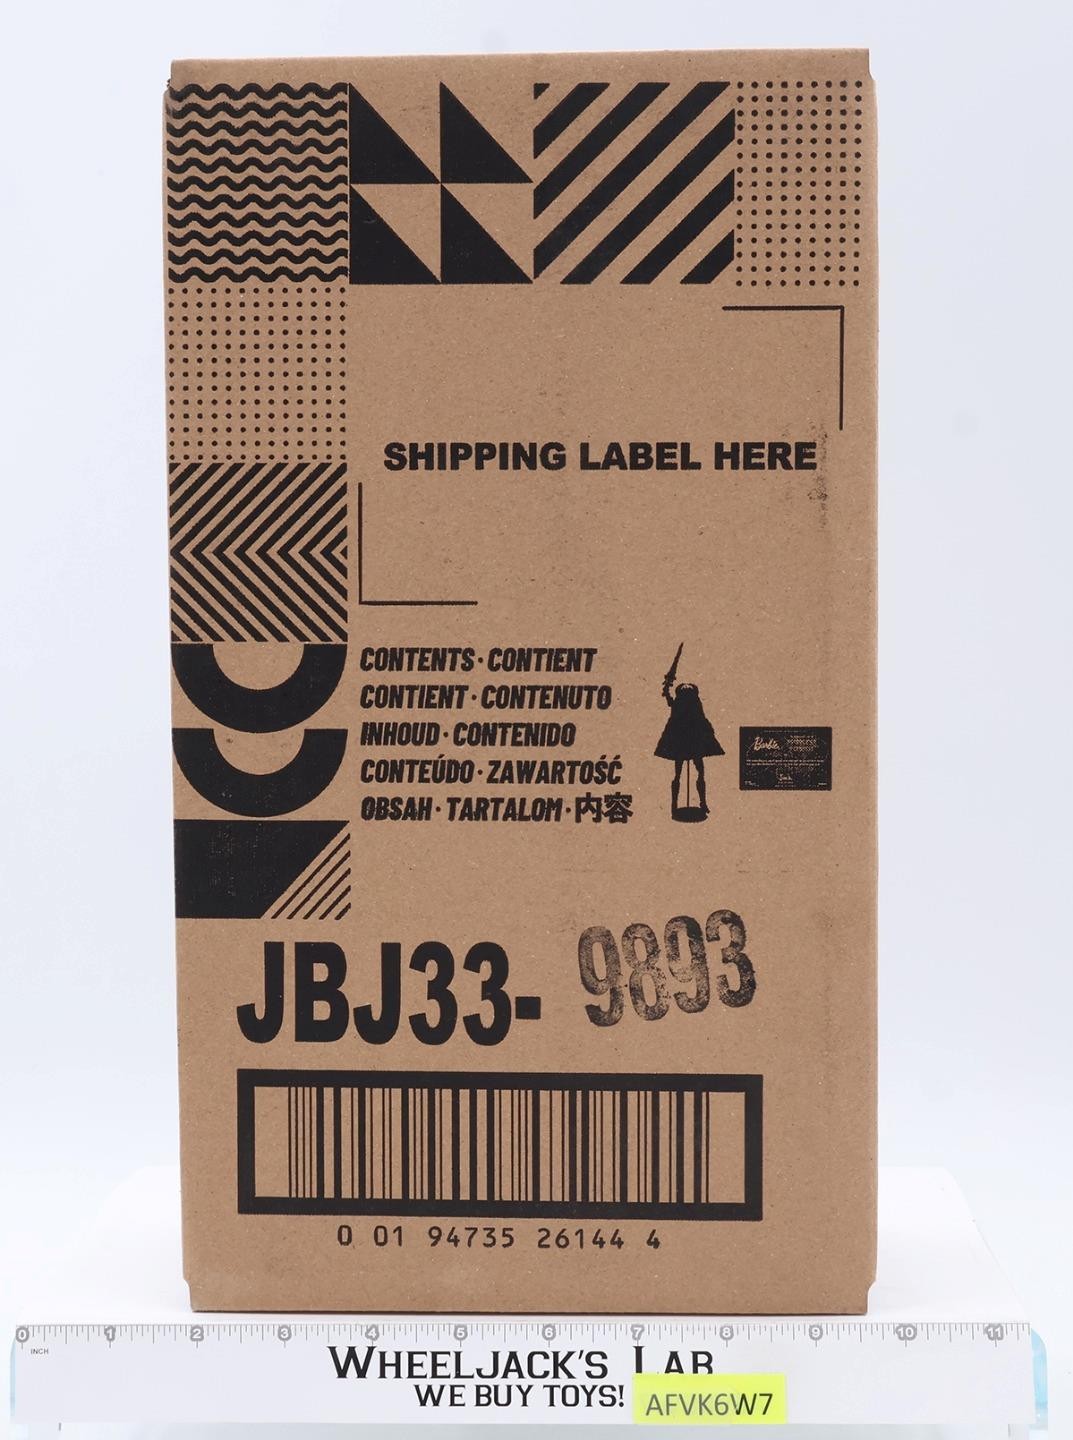 SHIPPING LABEL HERE
CONTENTS · CONTIENT
CONTIENT · CONTENUTO
INHOUD · CONTENIDO
CONTEÚDO · ZAWARTOŚĆ
OBSAH · TARTALOM · 内容
Barbie
JBJ33- 9893
0 01 94735 26144 4
0 1 2 3 4 5 6 7 8 9 10 11
INCH
WHEELJACK'S LAB
WE BUY TOYS!
AFVK6W7